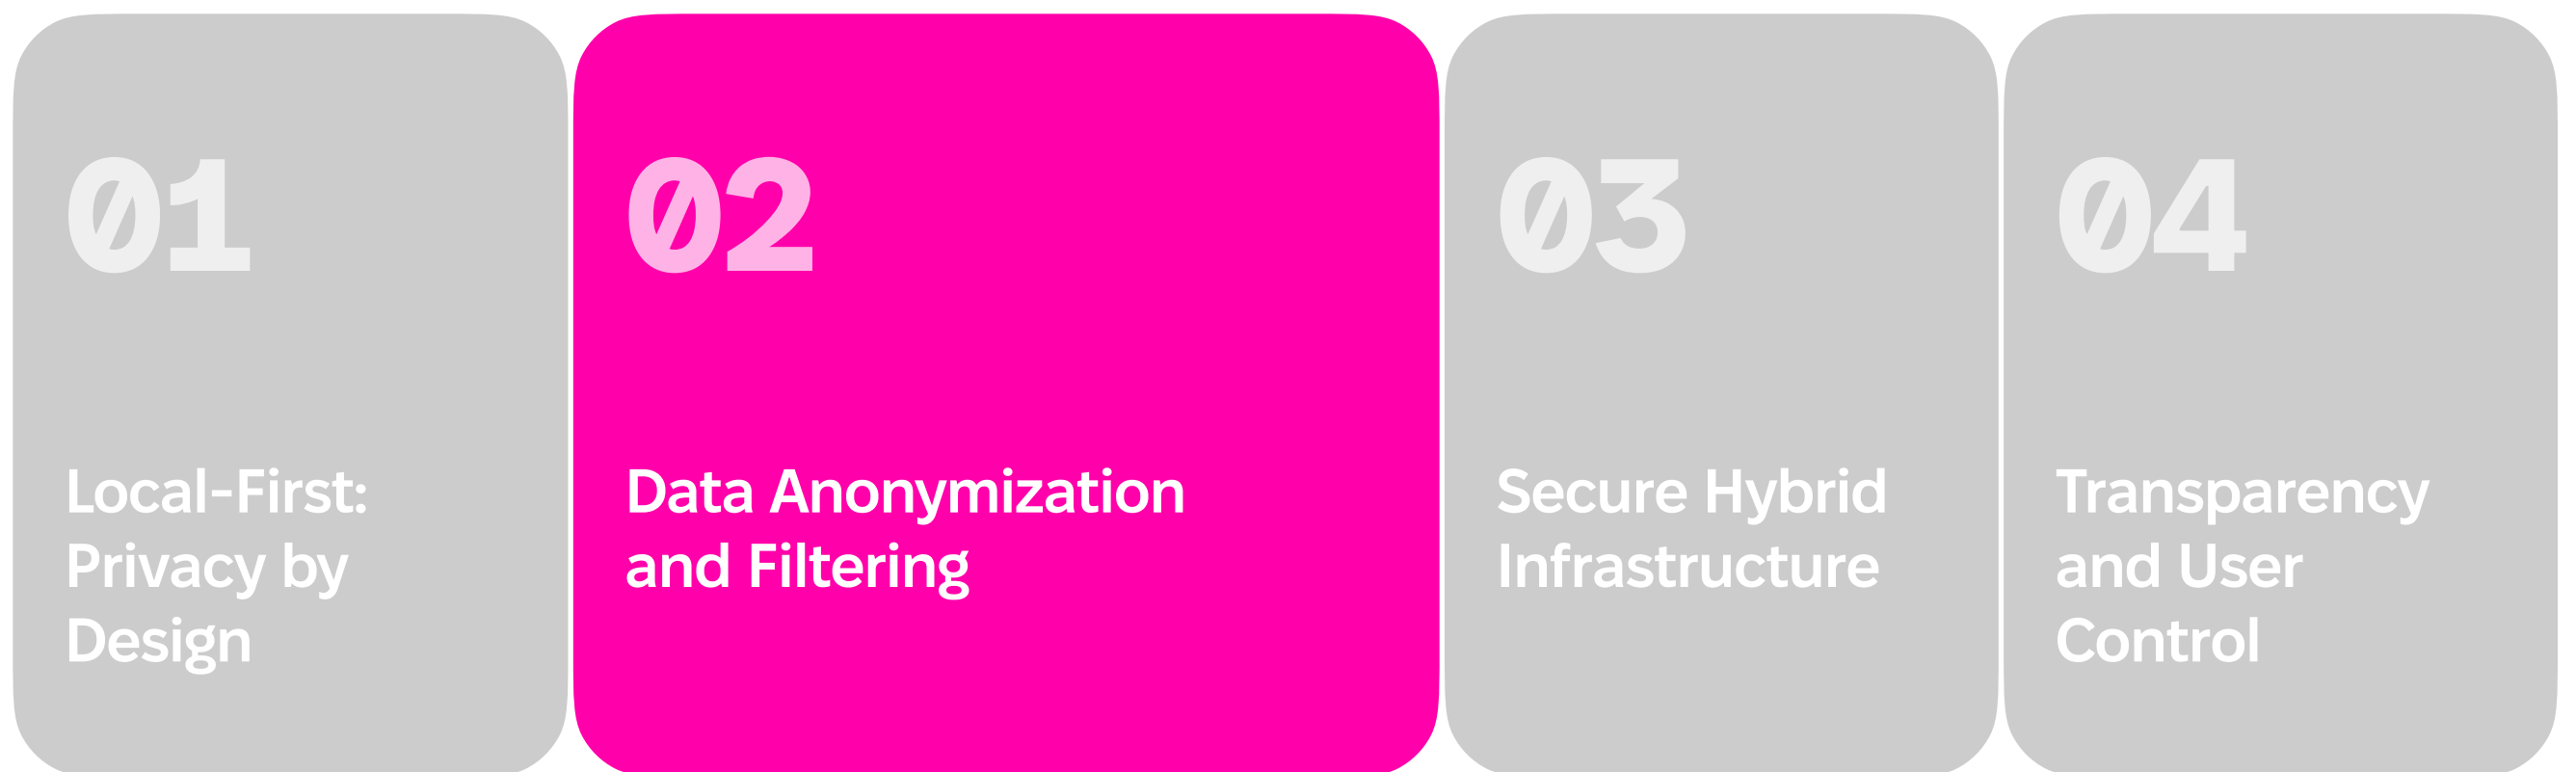 01
Local-First:
Privacy by
Design
02
Data Anonymization
and Filtering
03
Secure Hybrid
Infrastructure
04
Transparency
and User
Control